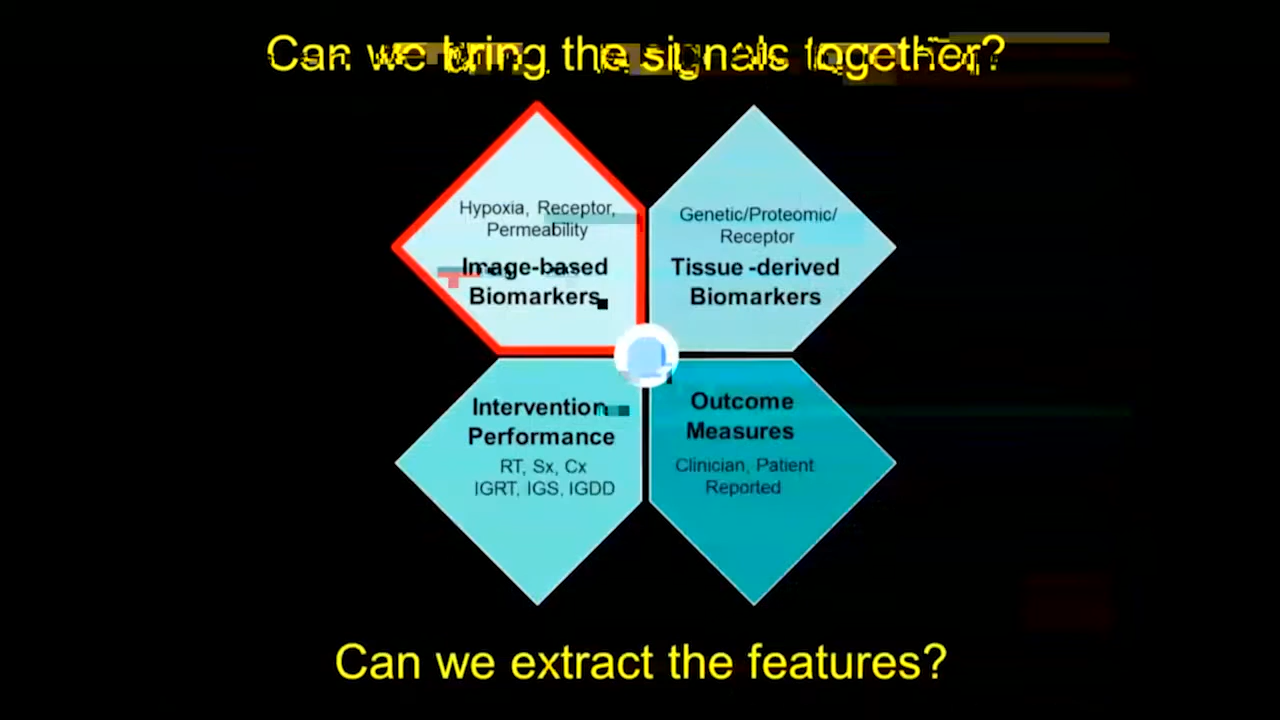 Can we bring the signals together?
Hypoxia, Receptor,
Permeability
Image-based
Biomarkers
Genetic/Proteomic/
Receptor
Tissue -derived
Biomarkers
Intervention
Performance
RT, Sx, Cx
IGRT, IGS, IGDD
Outcome
Measures
Clinician, Patient
Reported
Can we extract the features?